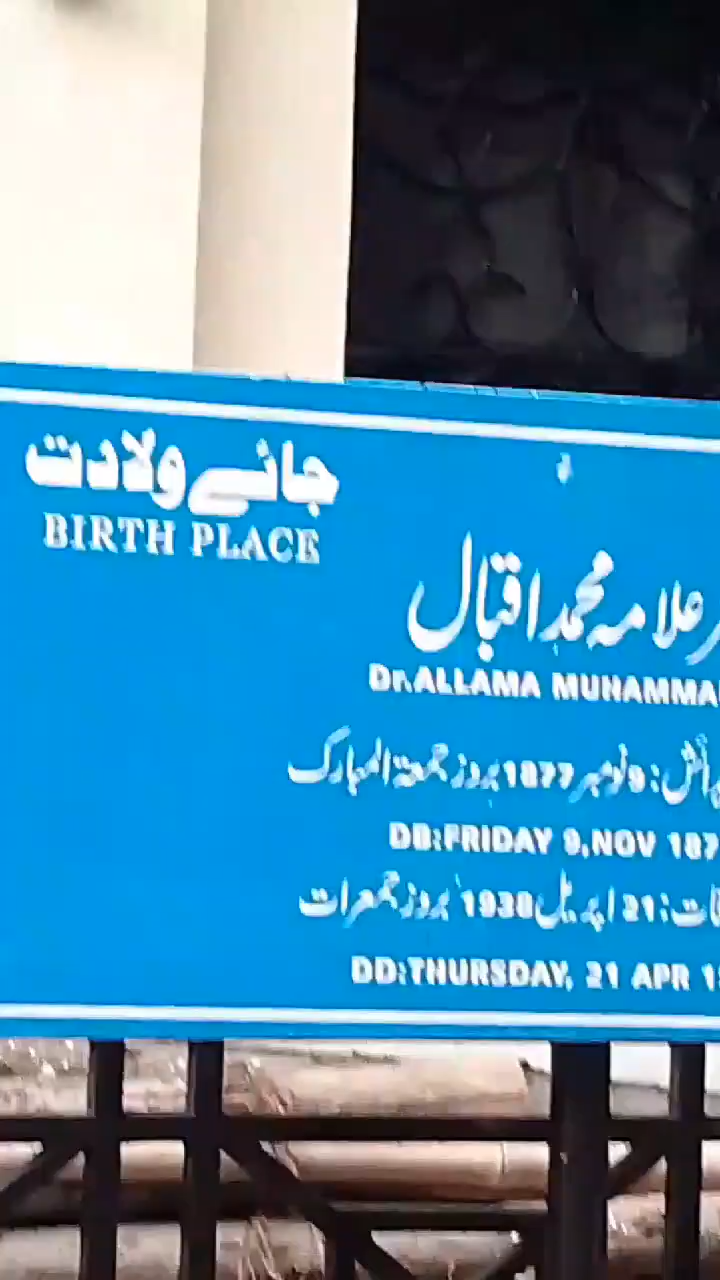 جائے ولادت
BIRTH PLACE
علامہ محمد اقبال
Dr.ALLAMA MUHAMMA
9 نومبر 1877 بروز جمعۃ المبارک
DB:FRIDAY 9,NOV 187
21 اپریل 1938 بروز جمعرات
DD:THURSDAY, 21 APR 1